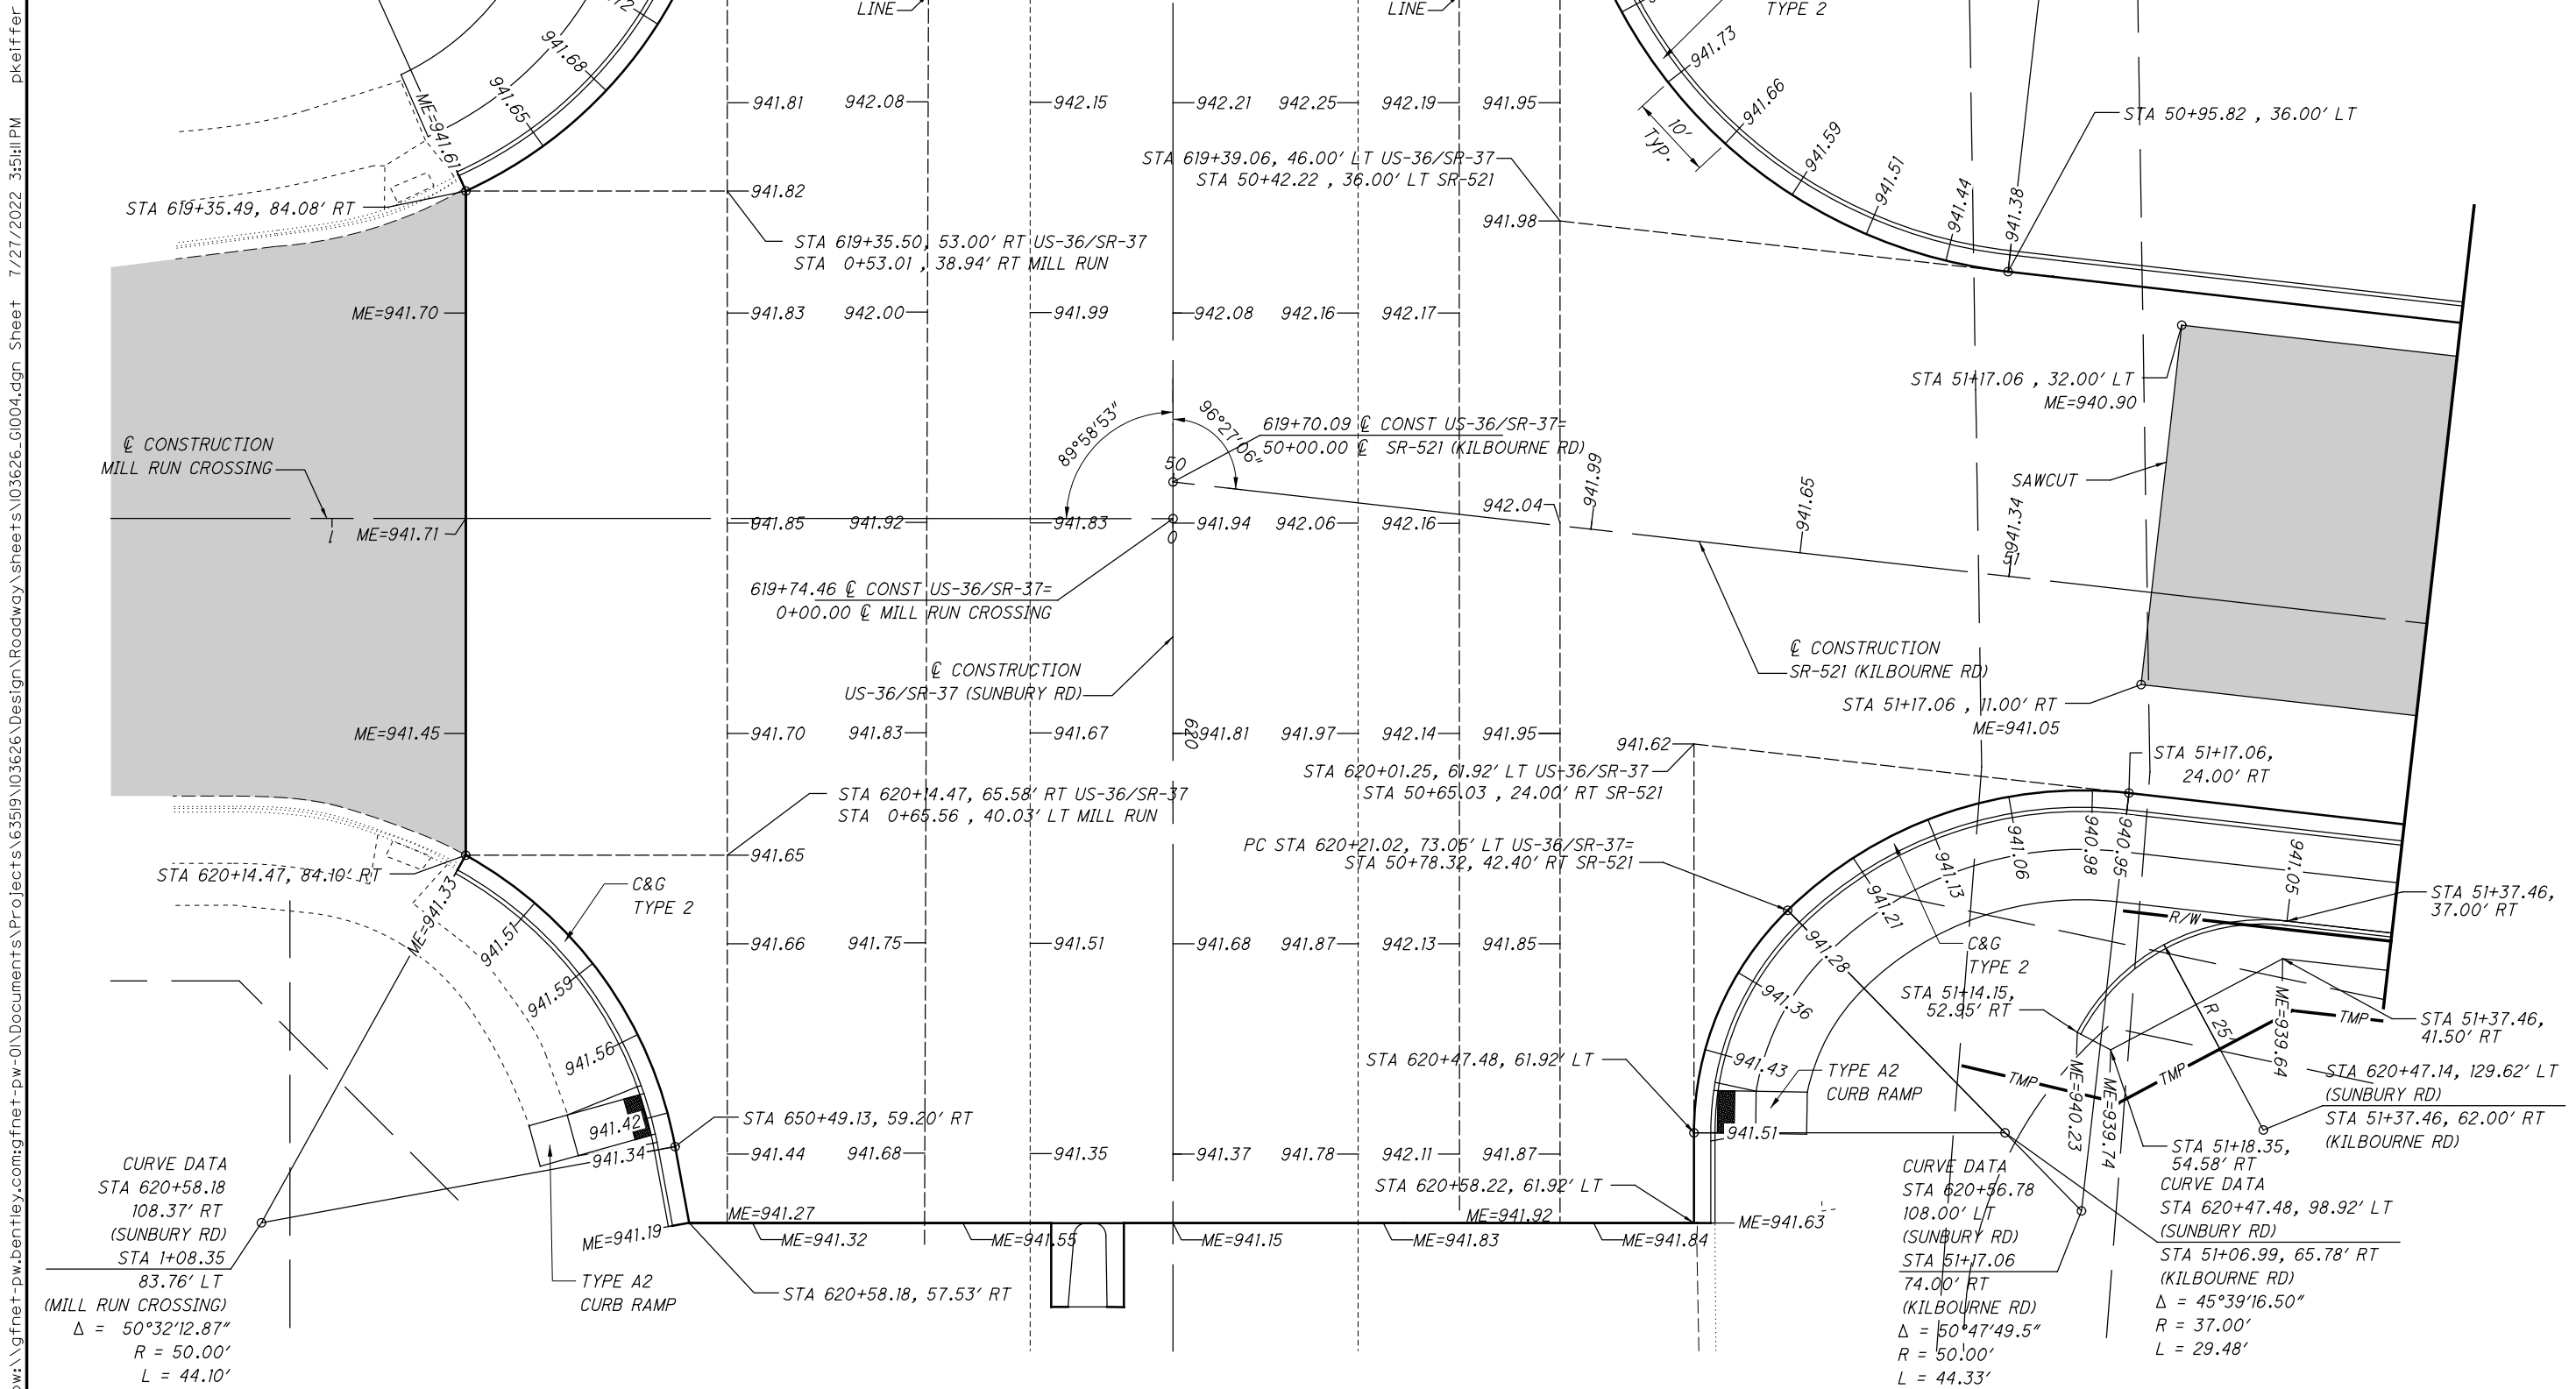 pw:\\gfnet-pw.bentley.com:gfnet-pw-01\Documents\Projects\63519\103626\Design\Roadway\sheets\103626_GI004.dgn Sheet 7/27/2022 3:51:11 PM pkeiffer
LINE
LINE
TYPE 2
941.68
941.65
ME=941.61
941.73
941.66
941.59
941.51
941.44
941.38
10'
TYP.
941.81
942.08
942.15
942.21
942.25
942.19
941.95
STA 50+95.82 , 36.00' LT
STA 619+39.06, 46.00' LT US-36/SR-37
STA 50+42.22 , 36.00' LT SR-521
941.82
STA 619+35.49, 84.08' RT
941.98
STA 619+35.50, 53.00' RT US-36/SR-37
STA 0+53.01 , 38.94' RT MILL RUN
ME=941.70
941.83
942.00
941.99
942.08
942.16
942.17
STA 51+17.06 , 32.00' LT
ME=940.90
89°58'53"
96°27'06"
℄ CONSTRUCTION
MILL RUN CROSSING
619+70.09 ℄ CONST US-36/SR-37=
50+00.00 ℄ SR-521 (KILBOURNE RD)
50
SAWCUT
941.99
941.65
941.34
51
942.04
1
ME=941.71
941.85
941.92
941.83
941.94
942.06
942.16
0
619+74.46 ℄ CONST US-36/SR-37=
0+00.00 ℄ MILL RUN CROSSING
℄ CONSTRUCTION
US-36/SR-37 (SUNBURY RD)
℄ CONSTRUCTION
SR-521 (KILBOURNE RD)
STA 51+17.06 , 11.00' RT
ME=941.05
ME=941.45
941.70
941.83
941.67
620
941.81
941.97
942.14
941.95
941.62
STA 51+17.06,
24.00' RT
STA 620+01.25, 61.92' LT US-36/SR-37
STA 50+65.03 , 24.00' RT SR-521
STA 620+14.47, 65.58' RT US-36/SR-37
STA 0+65.56 , 40.03' LT MILL RUN
941.65
PC STA 620+21.02, 73.05' LT US-36/SR-37=
STA 50+78.32, 42.40' RT SR-521
STA 620+14.47, 84.10' RT
C&G
TYPE 2
ME=941.33
941.51
941.59
941.56
941.42
941.34
941.66
941.75
941.51
941.68
941.87
942.13
941.85
941.28
941.21
941.13
941.06
940.98
940.95
941.05
941.36
941.43
941.51
C&G
TYPE 2
R/W
STA 51+37.46,
37.00' RT
STA 51+14.15,
52.95' RT
R 25'
ME=939.64
TMP
TMP
TMP
STA 51+37.46,
41.50' RT
STA 620+47.48, 61.92' LT
TYPE A2
CURB RAMP
ME=940.23
ME=939.74
STA 620+47.14, 129.62' LT
(SUNBURY RD)
STA 51+37.46, 62.00' RT
(KILBOURNE RD)
STA 650+49.13, 59.20' RT
941.44
941.68
941.35
941.37
941.78
942.11
941.87
STA 51+18.35,
54.58' RT
STA 620+58.22, 61.92' LT
ME=941.27
ME=941.92
ME=941.63
ME=941.19
ME=941.32
ME=941.55
ME=941.15
ME=941.83
ME=941.84
TYPE A2
CURB RAMP
STA 620+58.18, 57.53' RT
CURVE DATA
STA 620+58.18
108.37' RT
(SUNBURY RD)
STA 1+08.35
83.76' LT
(MILL RUN CROSSING)
Δ = 50°32'12.87"
R = 50.00'
L = 44.10'
CURVE DATA
STA 620+56.78
108.00' LT
(SUNBURY RD)
STA 51+17.06
74.00' RT
(KILBOURNE RD)
Δ = 50°47'49.5"
R = 50.00'
L = 44.33'
CURVE DATA
STA 620+47.48, 98.92' LT
(SUNBURY RD)
STA 51+06.99, 65.78' RT
(KILBOURNE RD)
Δ = 45°39'16.50"
R = 37.00'
L = 29.48'